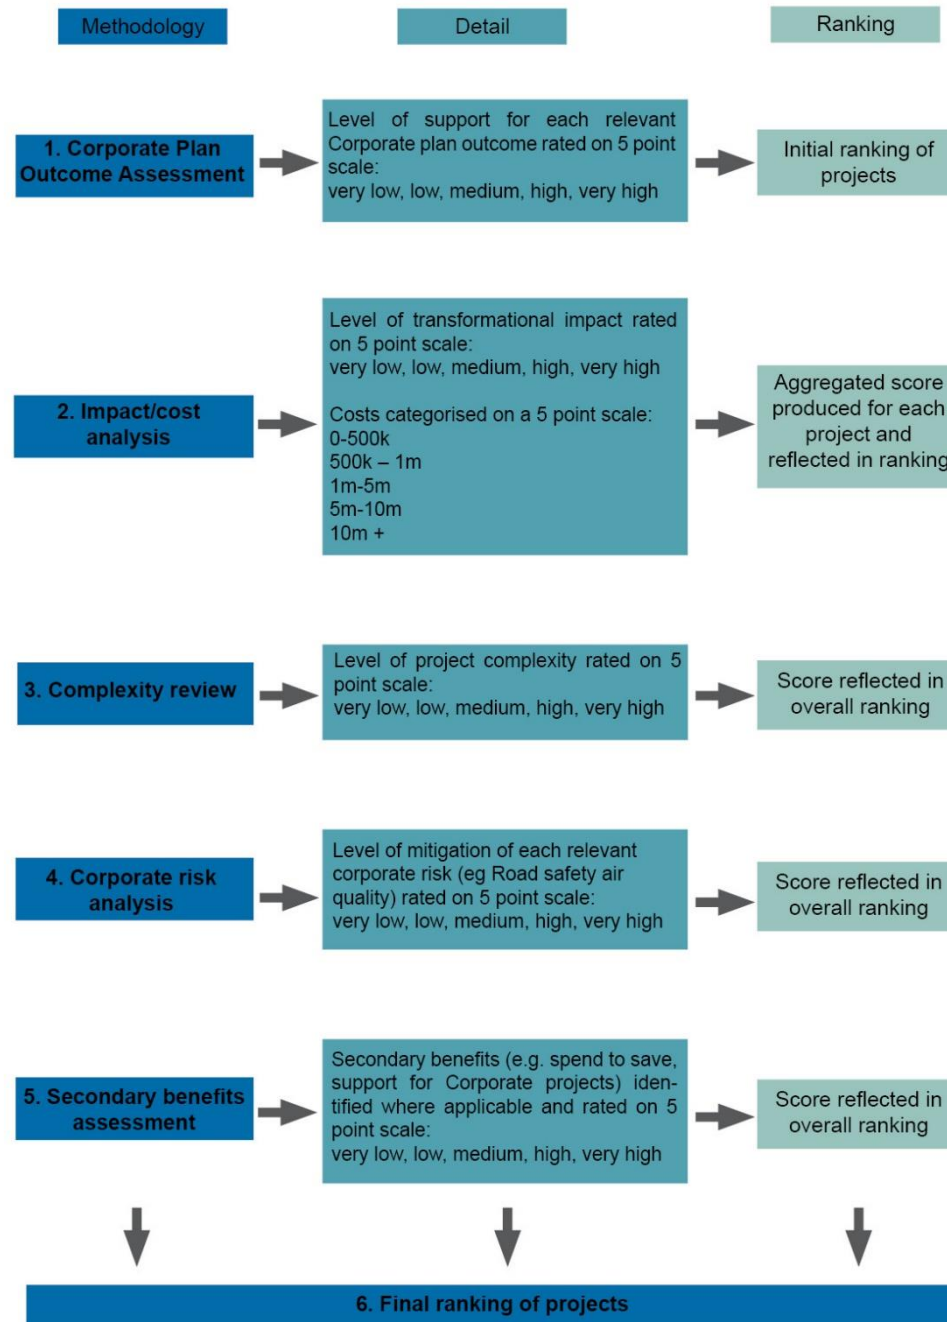 Methodology
Detail
Ranking
1. Corporate Plan
Outcome Assessment
Level of support for each relevant
Corporate plan outcome rated on 5 point
scale:
very low, low, medium, high, very high
Initial ranking of
projects
2. Impact/cost
analysis
Level of transformational impact rated
on 5 point scale:
very low, low, medium, high, very high
Costs categorised on a 5 point scale:
0-500k
500k – 1m
1m-5m
5m-10m
10m +
Aggregated score
produced for each
project and
reflected in ranking
3. Complexity review
Level of project complexity rated on 5
point scale:
very low, low, medium, high, very high
Score reflected in
overall ranking
4. Corporate risk
analysis
Level of mitigation of each relevant
corporate risk (eg Road safety air
quality) rated on 5 point scale:
very low, low, medium, high, very high
Score reflected in
overall ranking
5. Secondary benefits
assessment
Secondary benefits (e.g. spend to save,
support for Corporate projects) iden-
tified where applicable and rated on 5
point scale:
very low, low, medium, high, very high
Score reflected in
overall ranking
6. Final ranking of projects